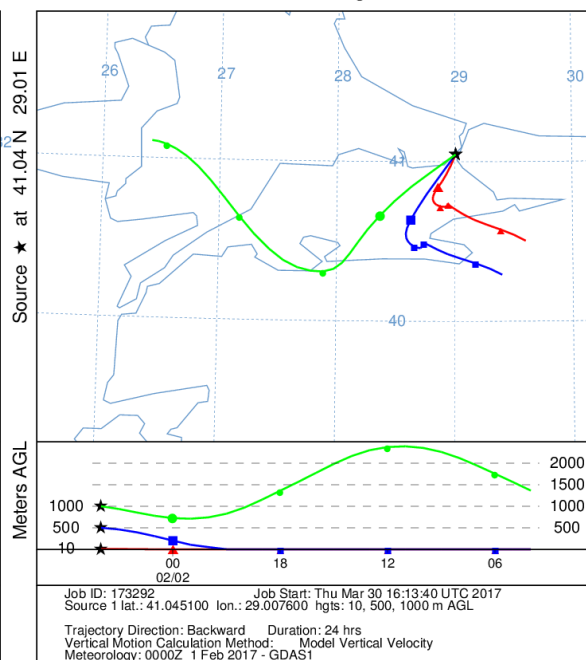 26
27
28
29
30
41
40
Source ★ at 41.04 N 29.01 E
Meters AGL
1000
500
10
2000
1500
1000
500
00
18
12
06
02/02
Job ID: 173292 Job Start: Thu Mar 30 16:13:40 UTC 2017
Source 1 lat.: 41.045100 lon.: 29.007600 hgts: 10, 500, 1000 m AGL
Trajectory Direction: Backward Duration: 24 hrs
Vertical Motion Calculation Method: Model Vertical Velocity
Meteorology: 0000Z 1 Feb 2017 - GDAS1